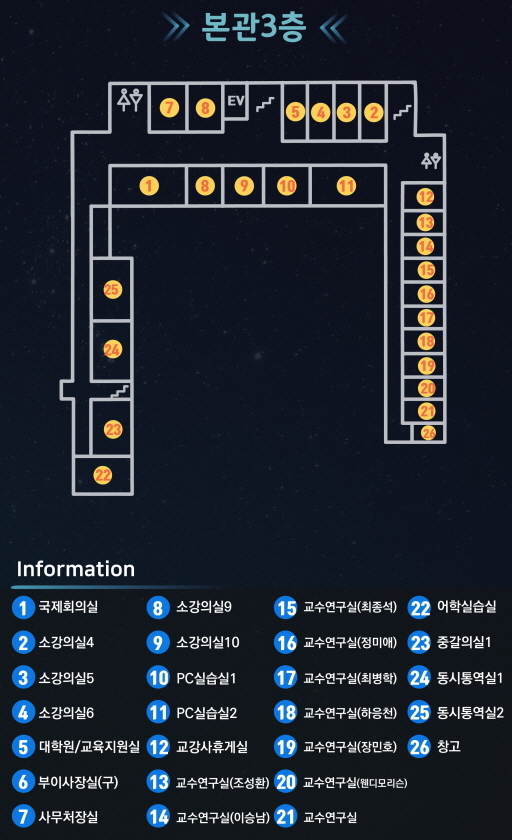 본관3층
7
8
EV
5
4
3
2
1
8
9
10
11
12
13
14
15
16
17
18
19
20
21
26
25
24
23
22
Information
1 국제회의실
2 소강의실4
3 소강의실5
4 소강의실6
5 대학원/교육지원실
6 부이사장실(구)
7 사무처장실
8 소강의실9
9 소강의실10
10 PC실습실1
11 PC실습실2
12 교강사휴게실
13 교수연구실(조성환)
14 교수연구실(이승남)
15 교수연구실(최종석)
16 교수연구실(정미애)
17 교수연구실(최병학)
18 교수연구실(하응천)
19 교수연구실(장민호)
20 교수연구실(웬디모리슨)
21 교수연구실
22 어학실습실
23 중갈의실1
24 동시통역실1
25 동시통역실2
26 창고